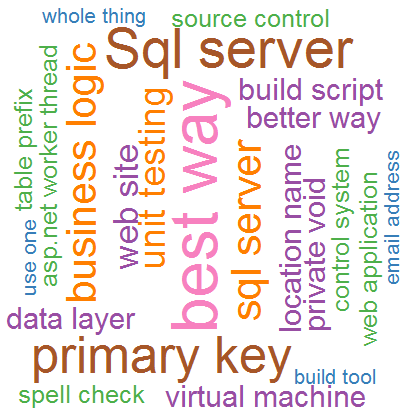 whole thing
source control
Sql server
build script
better way
table prefix
asp.net worker thread
business logic
unit testing
web site
best way
sql server
location name
private void
control system
web application
email address
use one
data layer
primary key
build tool
spell check
virtual machine